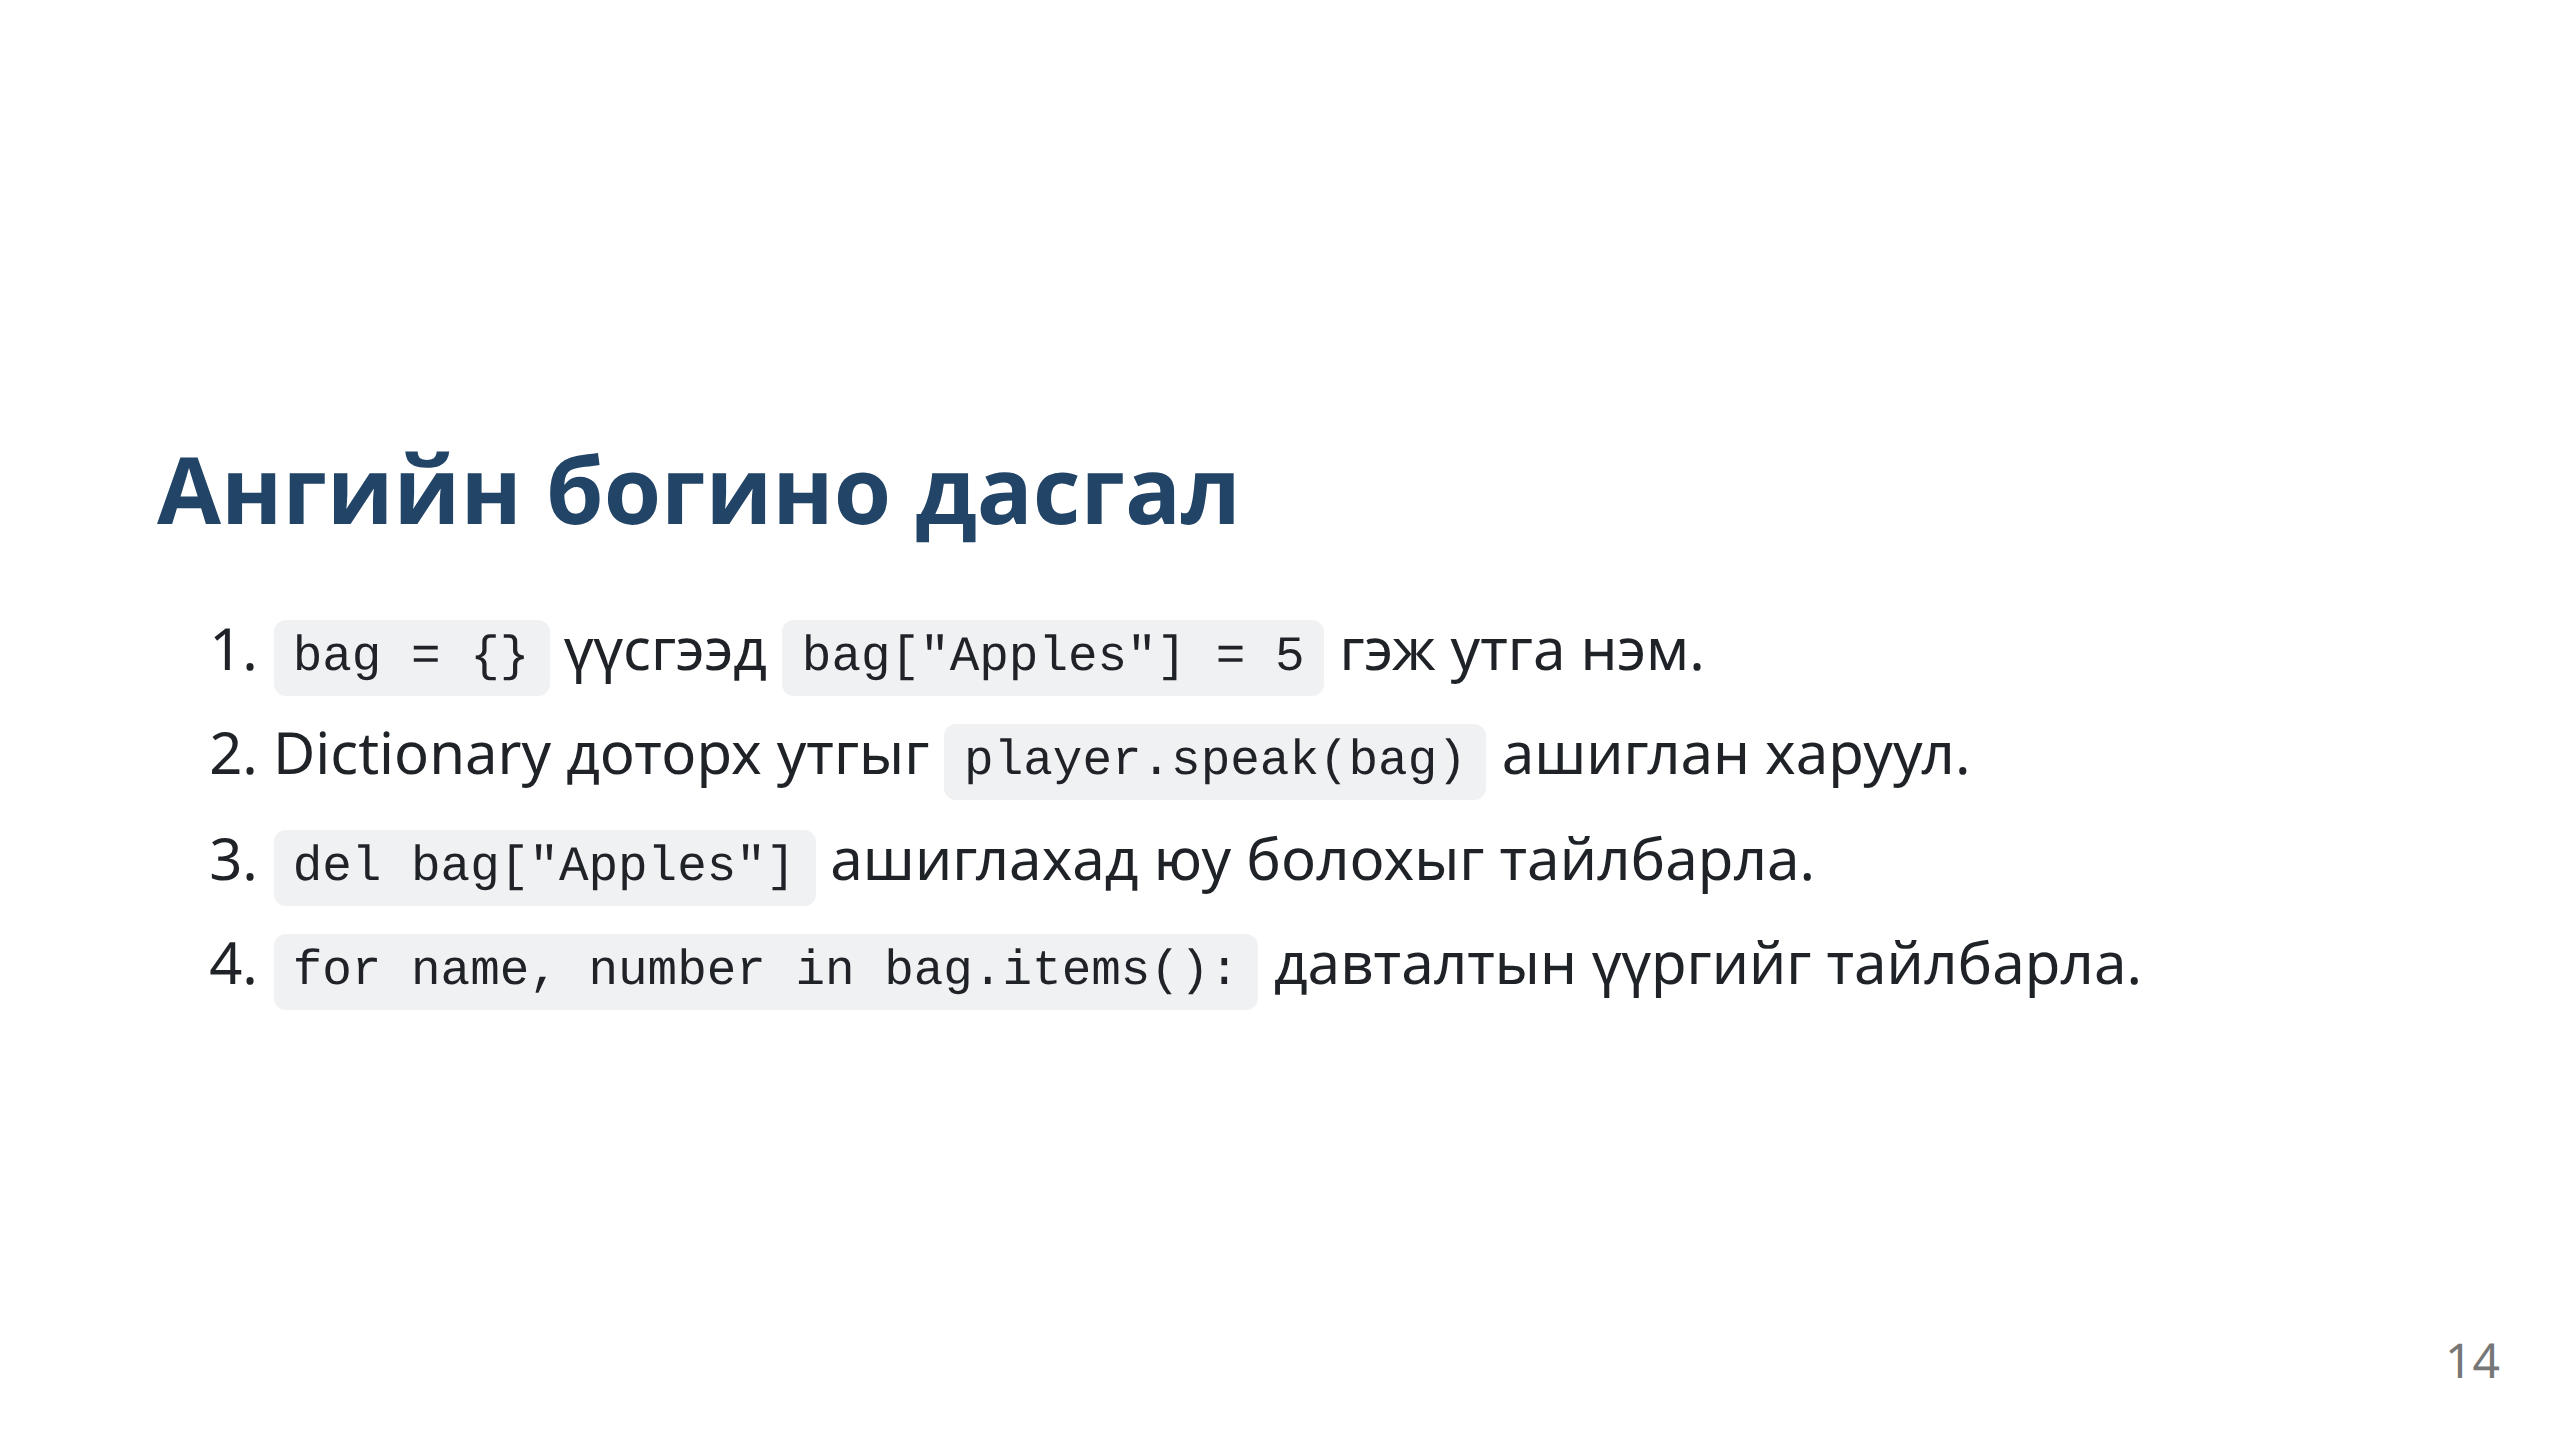 Ангийн богино дасгал
1. bag = {} үүсгээд bag["Apples"] = 5 гэж утга нэм.
2. Dictionary доторх утгыг player.speak(bag) ашиглан харуул.
3. del bag["Apples"] ашиглахад юу болохыг тайлбарла.
4. for name, number in bag.items(): давталтын үүргийг тайлбарла.
14